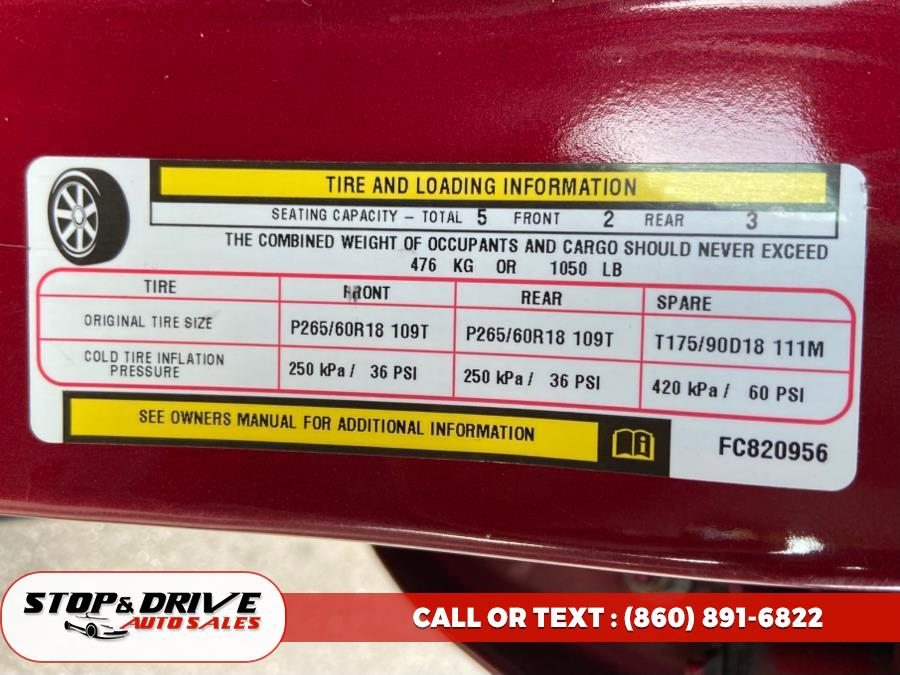 TIRE AND LOADING INFORMATION
SEATING CAPACITY – TOTAL 5 FRONT 2 REAR 3
THE COMBINED WEIGHT OF OCCUPANTS AND CARGO SHOULD NEVER EXCEED
476 KG OR 1050 LB
TIRE FRONT REAR SPARE
ORIGINAL TIRE SIZE P265/60R18 109T P265/60R18 109T T175/90D18 111M
COLD TIRE INFLATION
PRESSURE 250 kPa / 36 PSI 250 kPa / 36 PSI 420 kPa / 60 PSI
SEE OWNERS MANUAL FOR ADDITIONAL INFORMATION
FC820956
STOP & DRIVE
AUTO SALES
CALL OR TEXT : (860) 891-6822